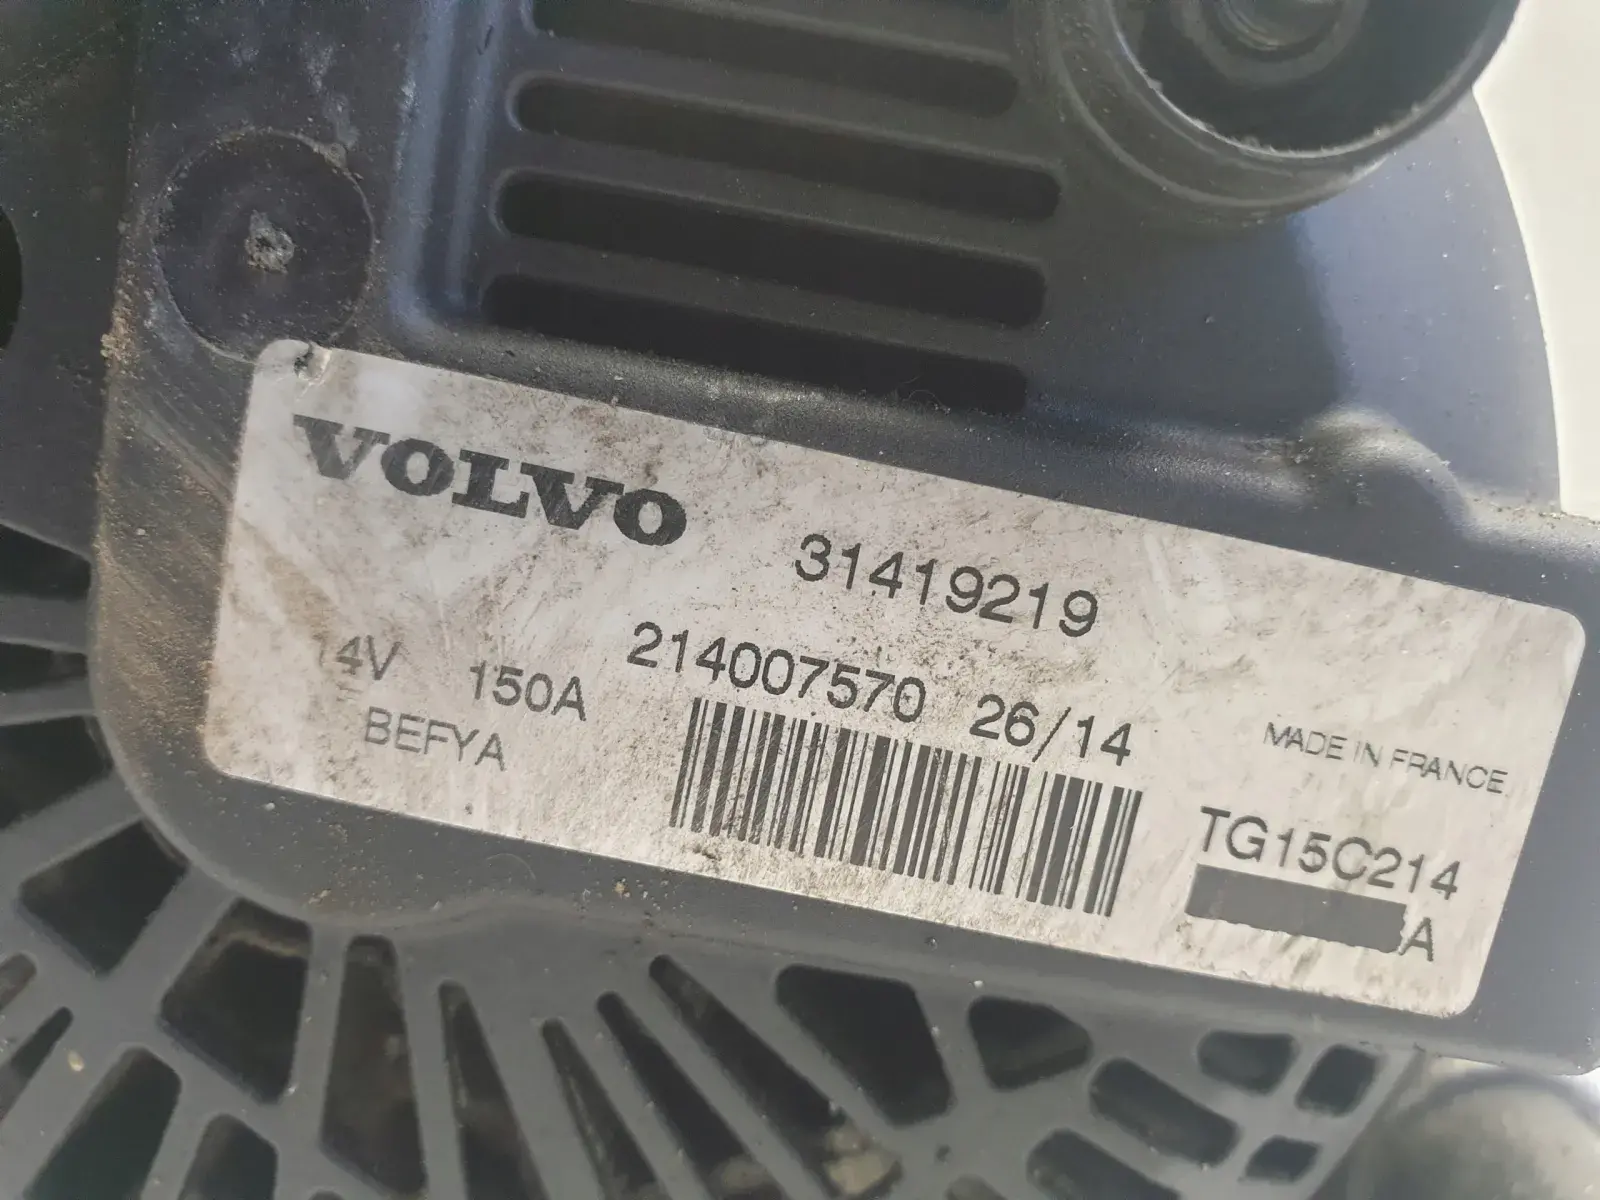 VOLVO
31419219
4V 150A 214007570 26/14
BEFYA
MADE IN FRANCE
TG15C214
A